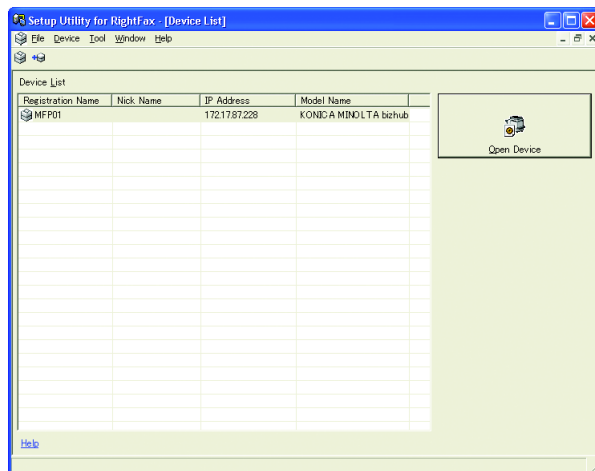 Setup Utility for RightFax - [Device List]
File Device Tool Window Help
Device List
Registration Name Nick Name IP Address Model Name
MFP01 172.17.87.228 KONICA MINOLTA bizhub
Open Device
Help